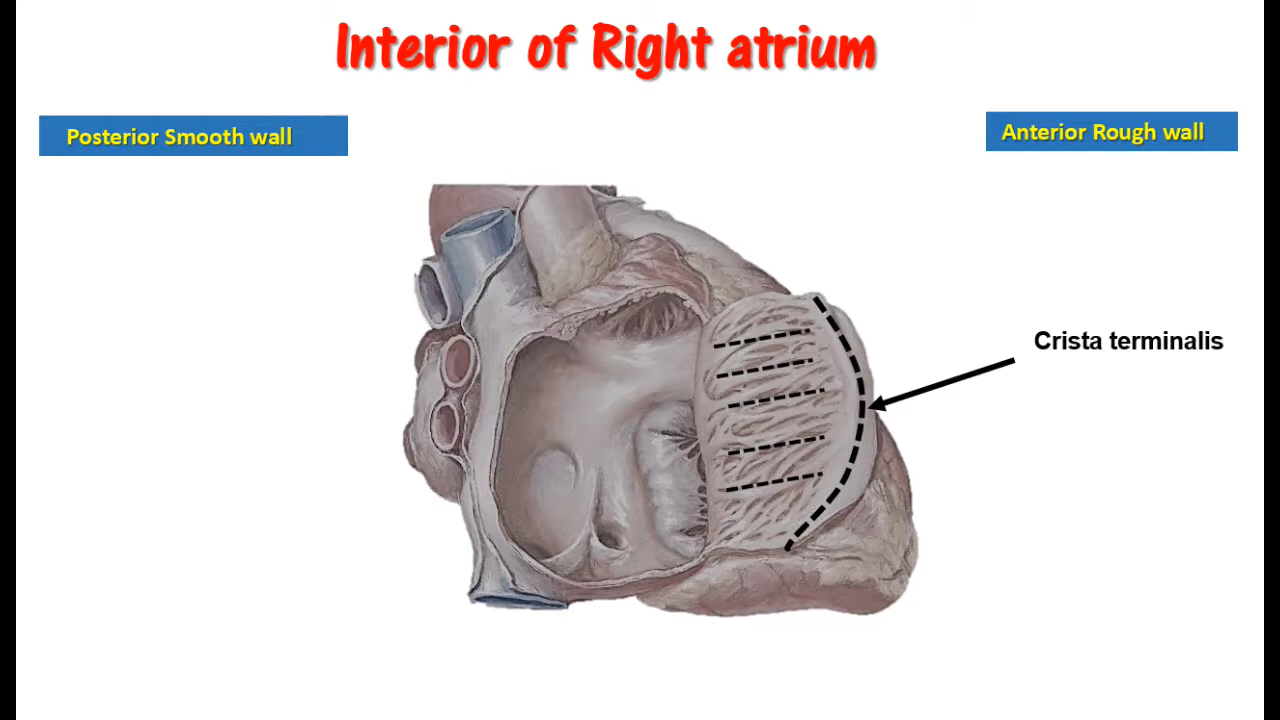 Interior of Right atrium
Posterior Smooth wall
Anterior Rough wall
Crista terminalis